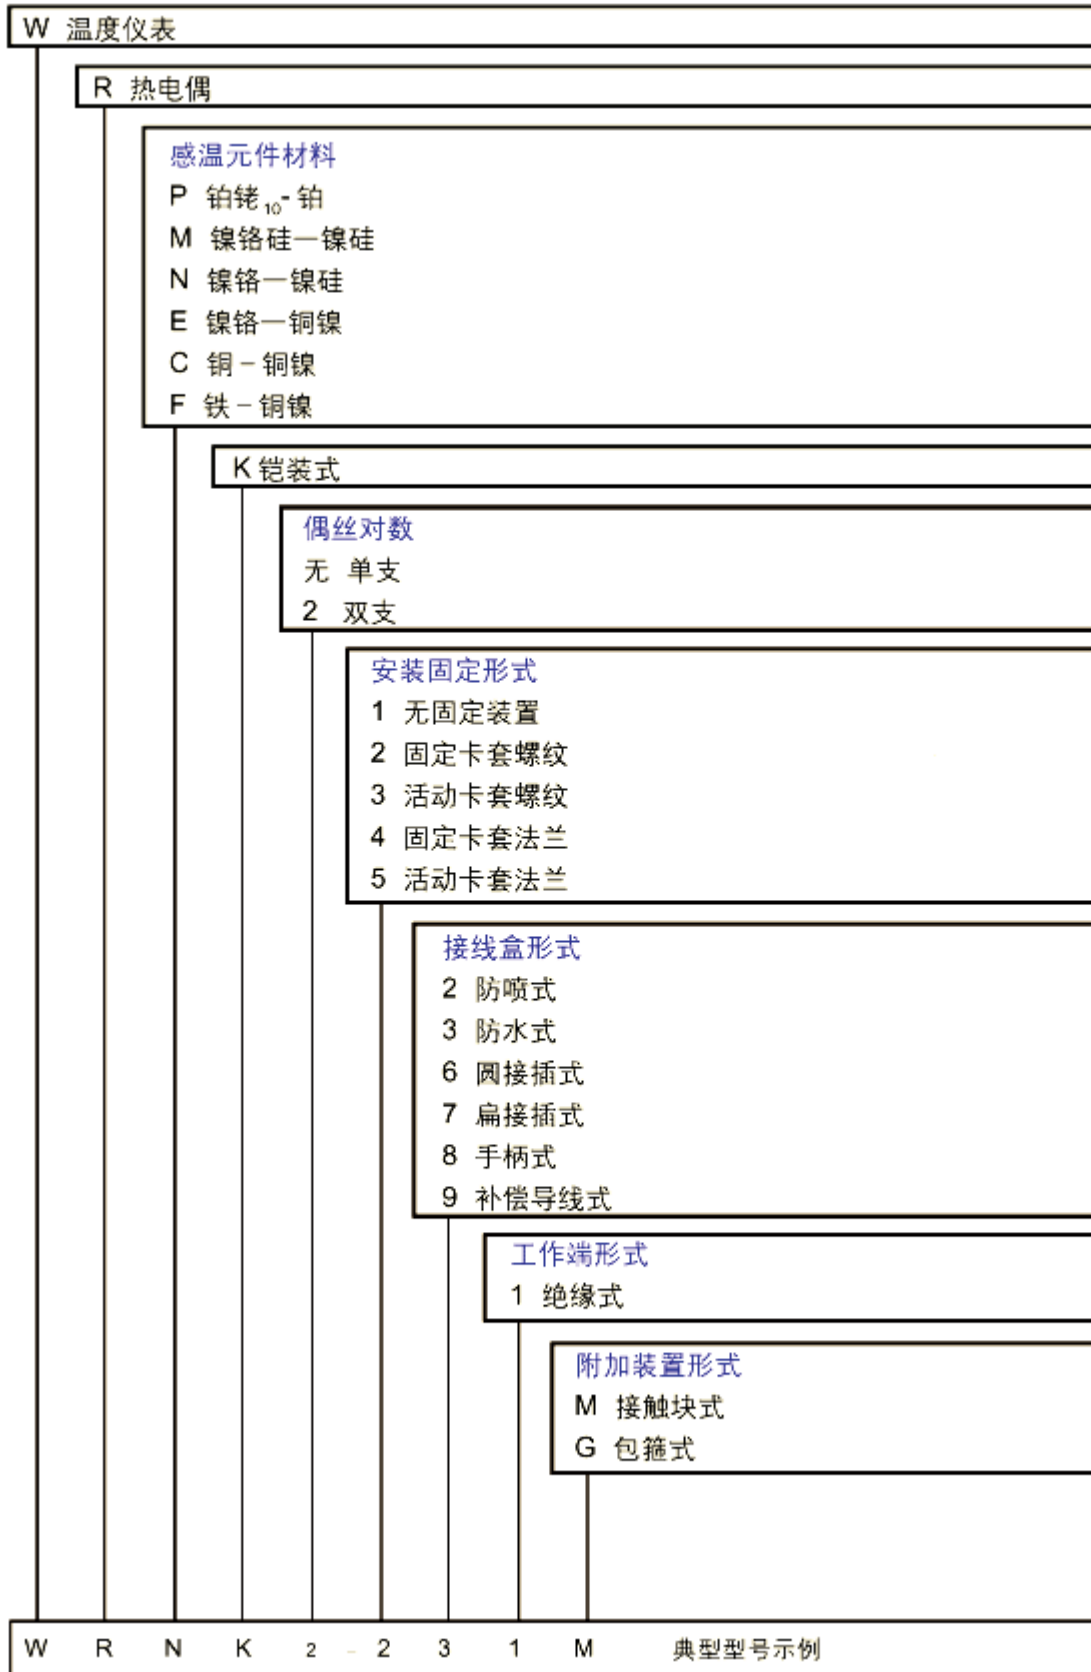 W 温度仪表
R 热电偶
感温元件材料
P 铂铑10-铂
M 镍铬硅—镍硅
N 镍铬—镍硅
E 镍铬—铜镍
C 铜－铜镍
F 铁－铜镍
K 铠装式
偶丝对数
无 单支
2 双支
安装固定形式
1 无固定装置
2 固定卡套螺纹
3 活动卡套螺纹
4 固定卡套法兰
5 活动卡套法兰
接线盒形式
2 防喷式
3 防水式
6 圆接插式
7 扁接插式
8 手柄式
9 补偿导线式
工作端形式
1 绝缘式
附加装置形式
M 接触块式
G 包箍式
W R N K 2 - 2 3 1 M 典型型号示例